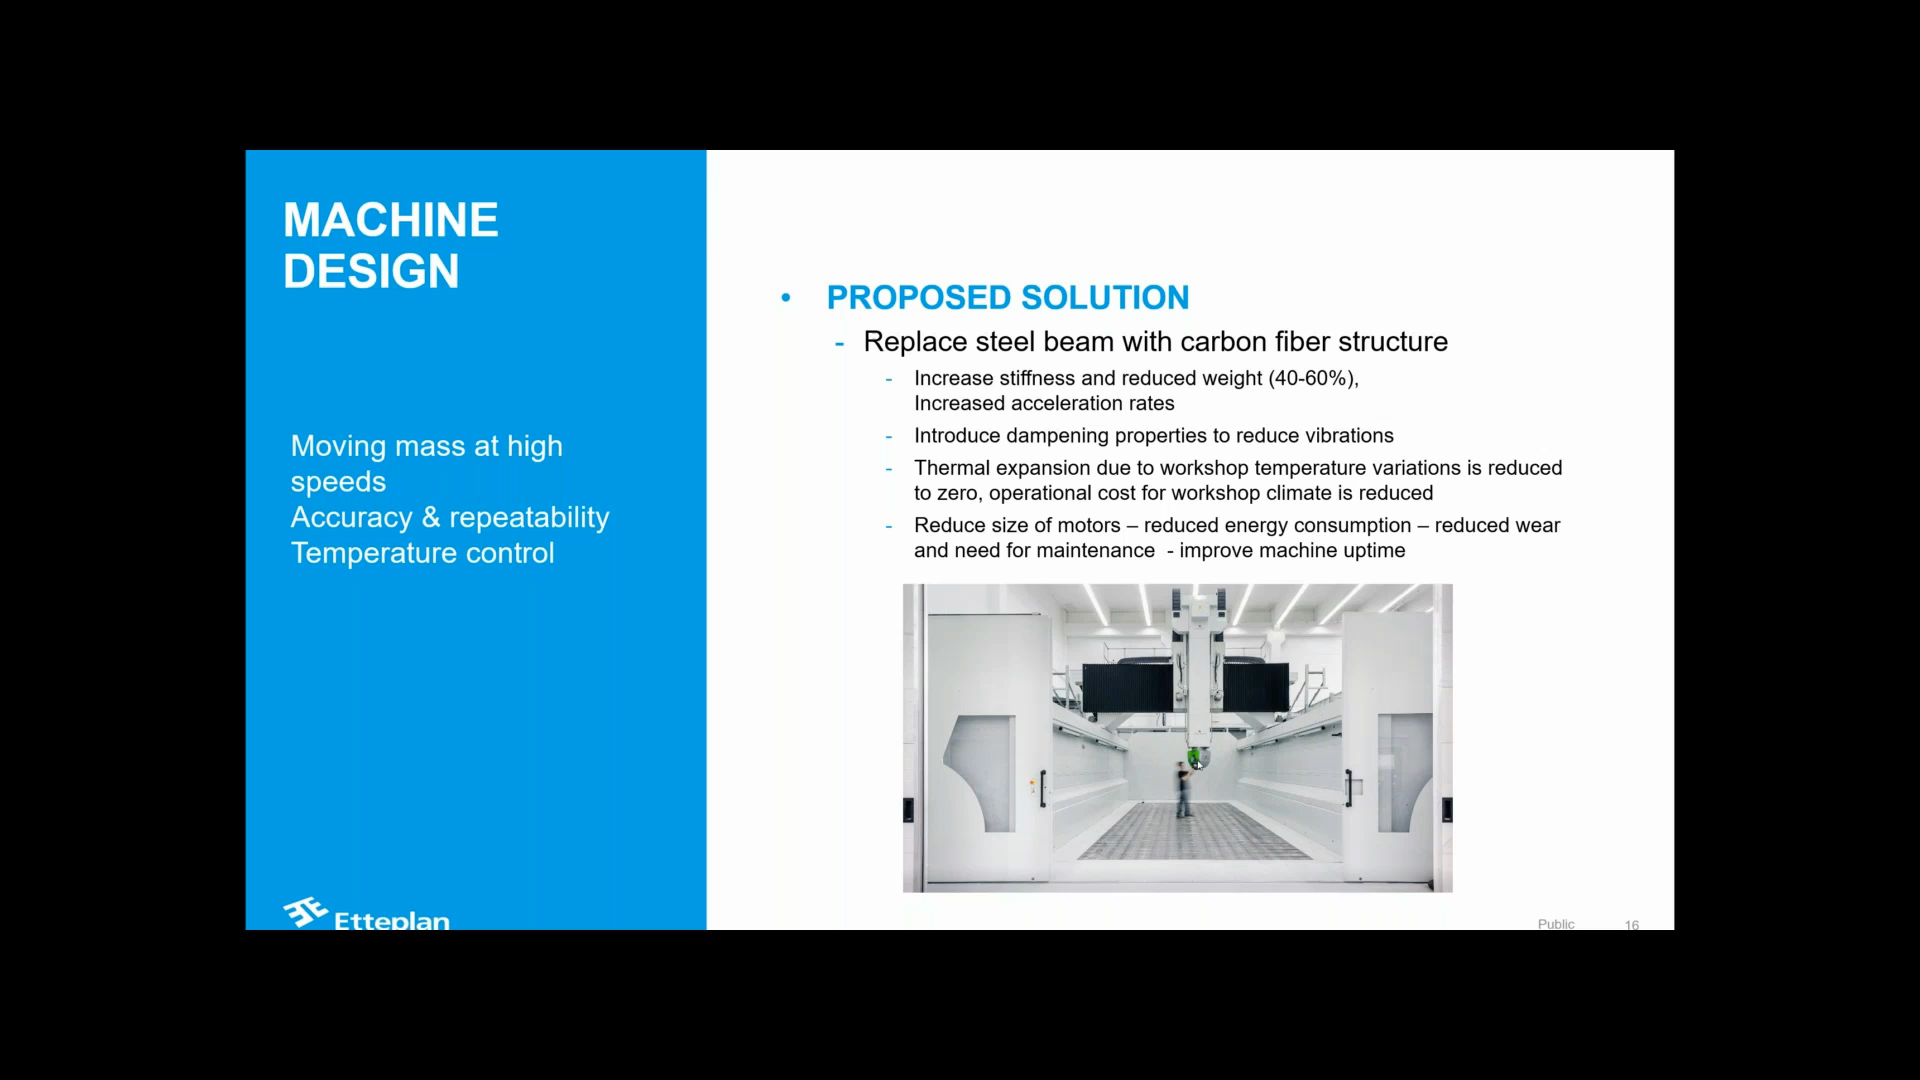 MACHINE
DESIGN
Moving mass at high
speeds
Accuracy & repeatability
Temperature control
Etteplan
• PROPOSED SOLUTION
- Replace steel beam with carbon fiber structure
- Increase stiffness and reduced weight (40-60%),
Increased acceleration rates
- Introduce dampening properties to reduce vibrations
- Thermal expansion due to workshop temperature variations is reduced
to zero, operational cost for workshop climate is reduced
- Reduce size of motors – reduced energy consumption – reduced wear
and need for maintenance  - improve machine uptime
Public 16